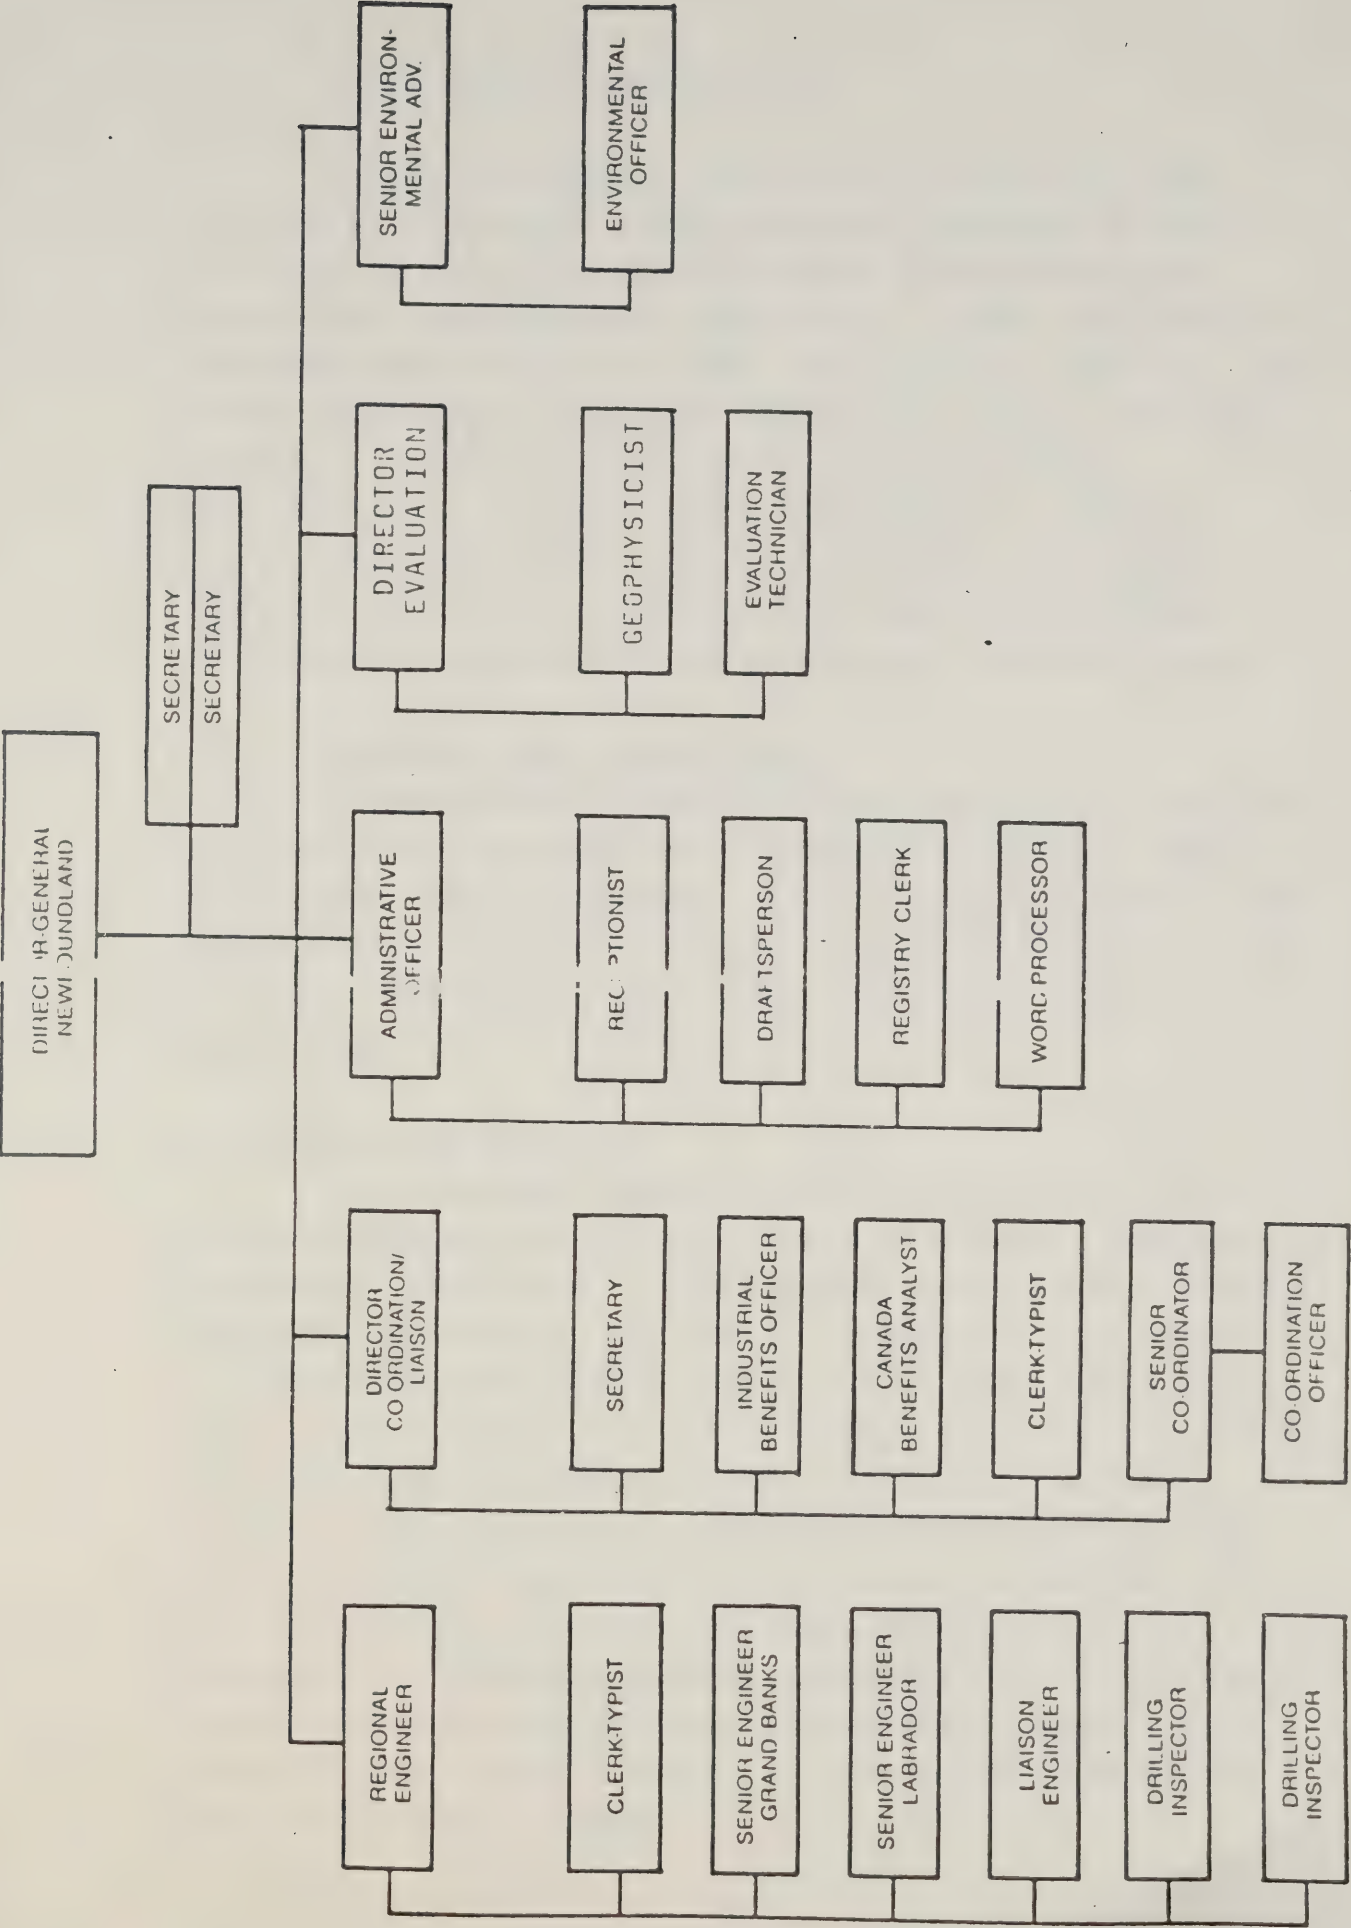 DIRECTOR-GENERAL
NEWFOUNDLAND
SECRETARY
SECRETARY
REGIONAL
ENGINEER
CLERK-TYPIST
SENIOR ENGINEER
GRAND BANKS
SENIOR ENGINEER
LABRADOR
LIAISON
ENGINEER
DRILLING
INSPECTOR
DRILLING
INSPECTOR
DIRECTOR
CO ORDINATION/
LIAISON
SECRETARY
INDUSTRIAL
BENEFITS OFFICER
CANADA
BENEFITS ANALYST
CLERK-TYPIST
SENIOR
CO-ORDINATOR
CO-ORDINATION
OFFICER
ADMINISTRATIVE
OFFICER
RECEPTIONIST
DRAFTSPERSON
REGISTRY CLERK
WORD PROCESSOR
DIRECTOR
EVALUATION
GEOPHYSICIST
EVALUATION
TECHNICIAN
SENIOR ENVIRON-
MENTAL ADV.
ENVIRONMENTAL
OFFICER